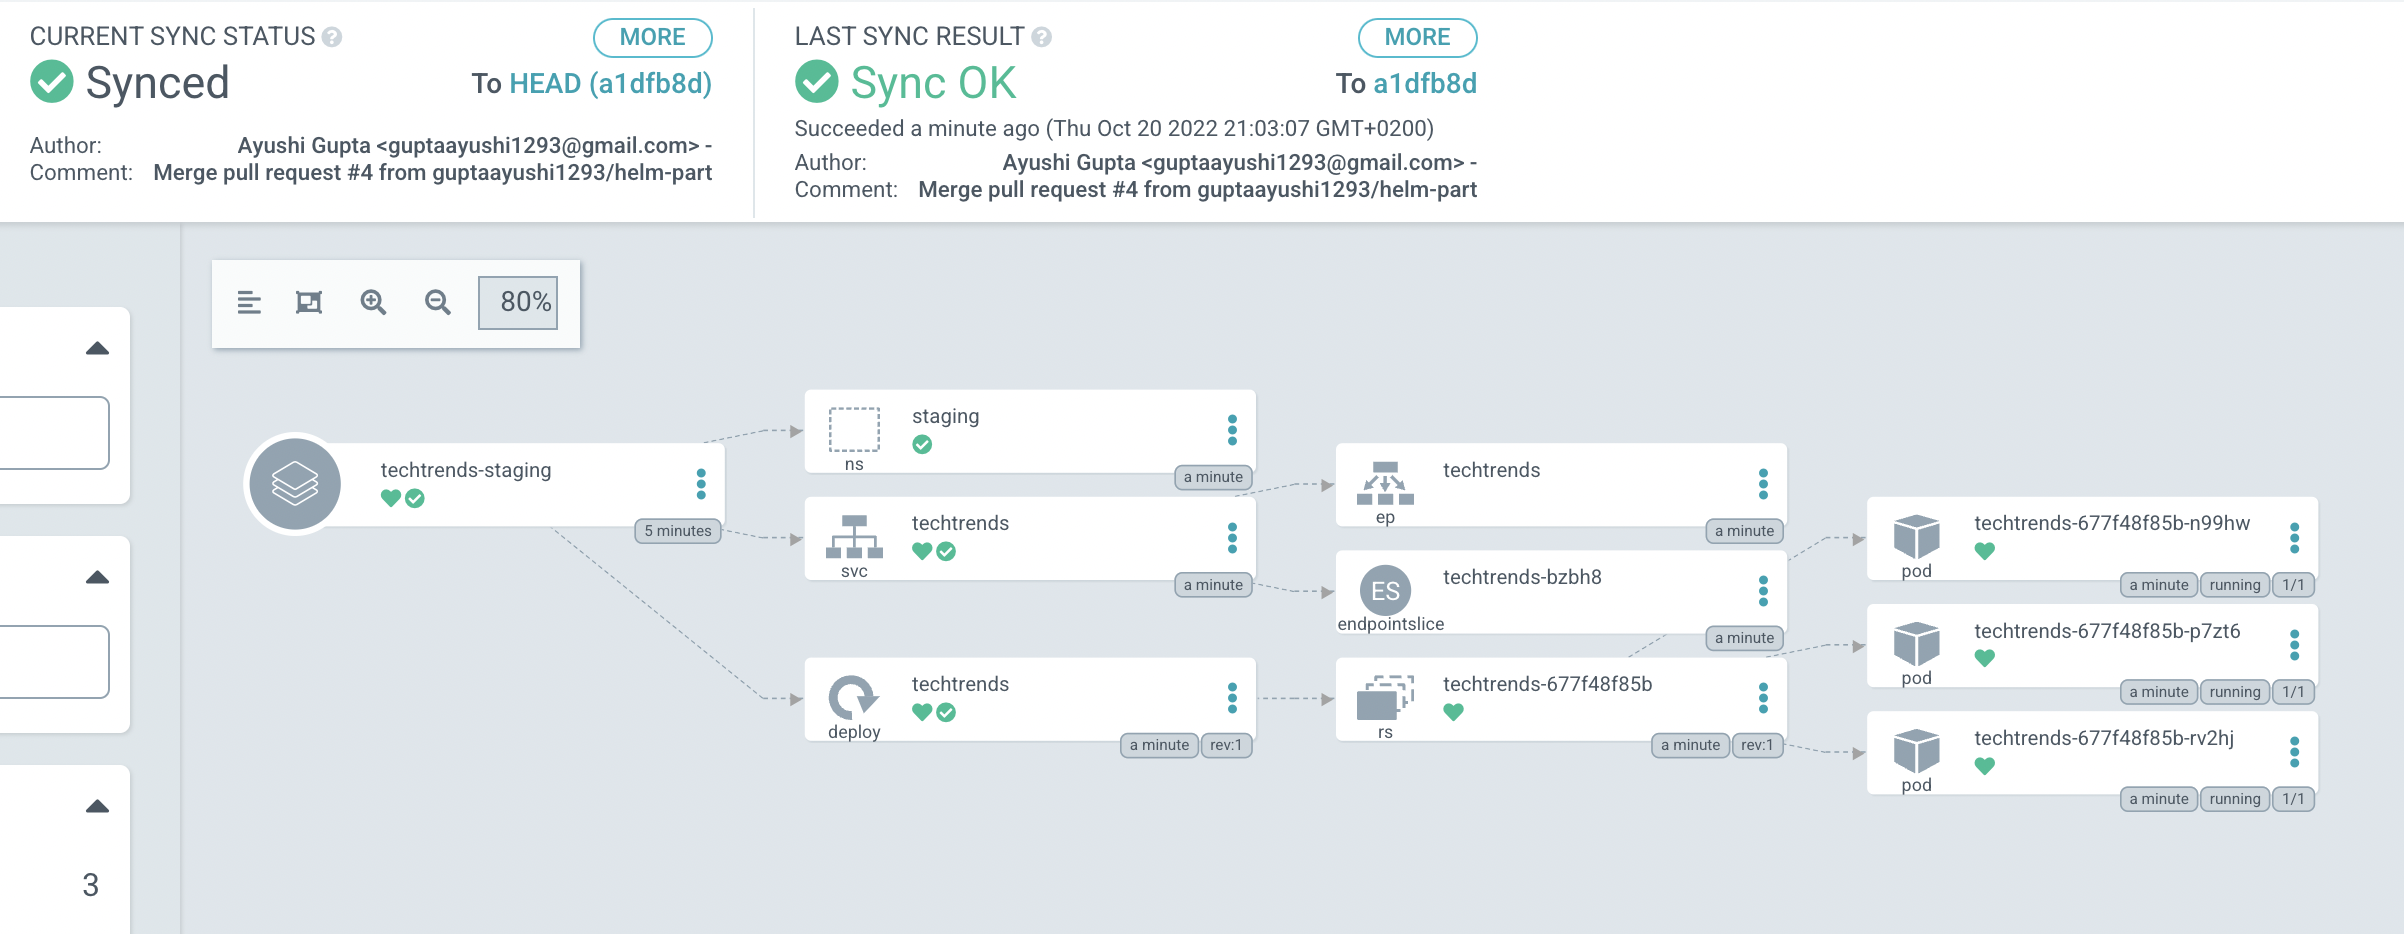 CURRENT SYNC STATUS
MORE
Synced
To HEAD (a1dfb8d)
Author: Ayushi Gupta <guptaayushi1293@gmail.com> -
Comment: Merge pull request #4 from guptaayushi1293/helm-part
LAST SYNC RESULT
MORE
Sync OK
To a1dfb8d
Succeeded a minute ago (Thu Oct 20 2022 21:03:07 GMT+0200)
Author: Ayushi Gupta <guptaayushi1293@gmail.com> -
Comment: Merge pull request #4 from guptaayushi1293/helm-part
80%
3
techtrends-staging
5 minutes
staging
ns
a minute
techtrends
svc
a minute
techtrends
deploy
a minute rev:1
techtrends
ep
a minute
ES
techtrends-bzbh8
endpointslice
a minute
techtrends-677f48f85b
rs
a minute rev:1
techtrends-677f48f85b-n99hw
pod
a minute running 1/1
techtrends-677f48f85b-p7zt6
pod
a minute running 1/1
techtrends-677f48f85b-rv2hj
pod
a minute running 1/1